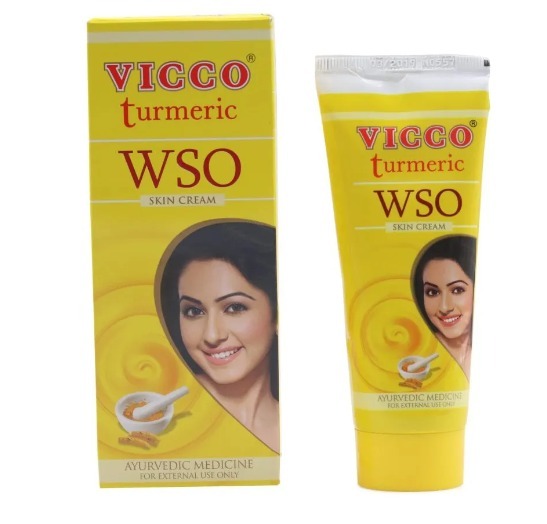 VICCO®
turmeric
WSO
SKIN CREAM
AYURVEDIC MEDICINE
FOR EXTERNAL USE ONLY
VICCO®
turmeric
WSO
SKIN CREAM
AYURVEDIC MEDICINE
FOR EXTERNAL USE ONLY